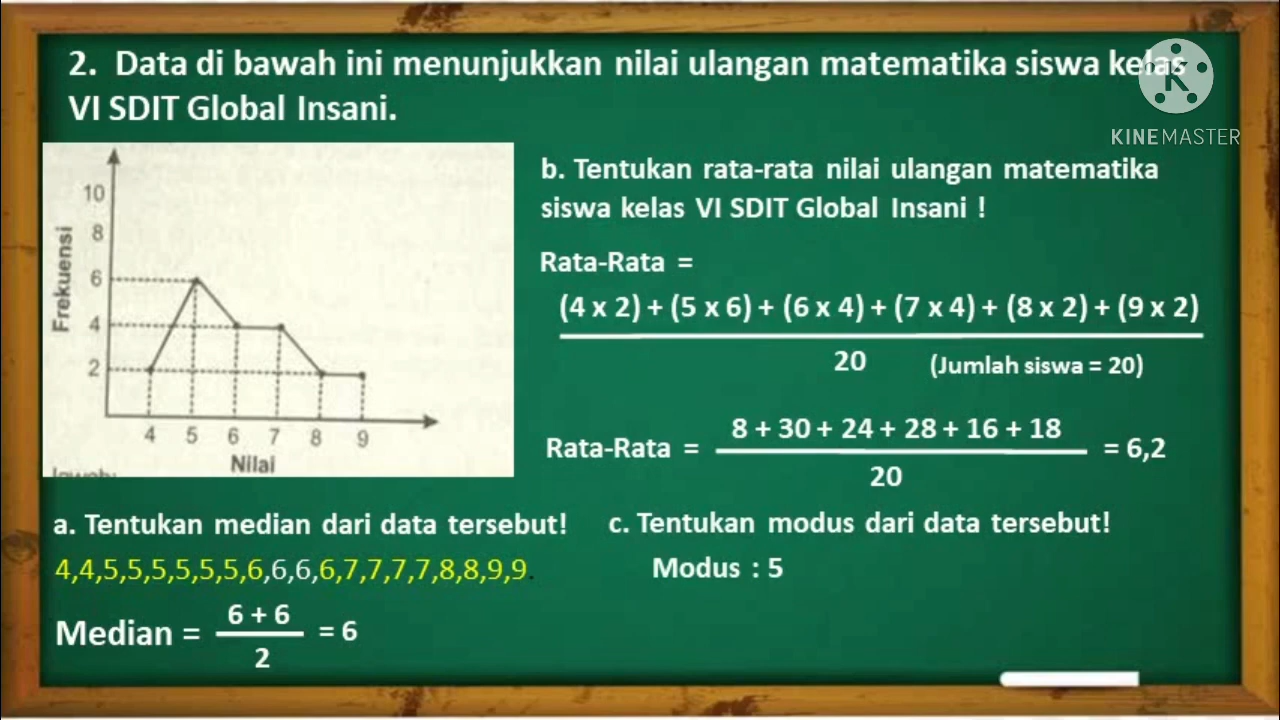 2. Data di bawah ini menunjukkan nilai ulangan matematika siswa kelas
VI SDIT Global Insani.
K
KINEMASTER
Frekuensi
10
8
6
4
2
4 5 6 7 8 9
Nilai
b. Tentukan rata-rata nilai ulangan matematika
siswa kelas VI SDIT Global Insani !
Rata-Rata =
(4 x 2) + (5 x 6) + (6 x 4) + (7 x 4) + (8 x 2) + (9 x 2)
20 (Jumlah siswa = 20)
Rata-Rata = 8 + 30 + 24 + 28 + 16 + 18 = 6,2
20
a. Tentukan median dari data tersebut!
4,4,5,5,5,5,5,5,6,6,6,6,7,7,7,7,8,8,9,9.
Median = 6 + 6 = 6
2
c. Tentukan modus dari data tersebut!
Modus : 5